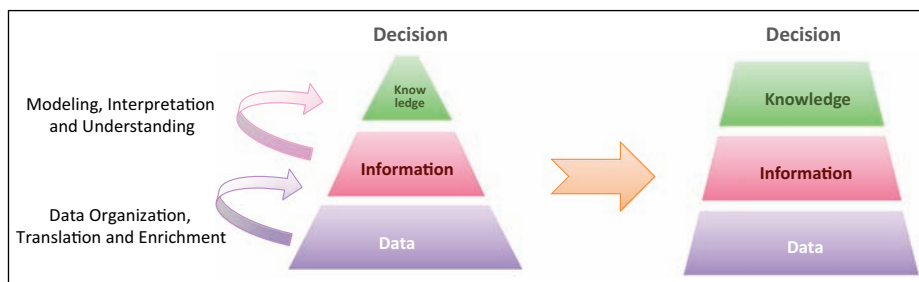 Decision
Know
ledge
Modeling, Interpretation
and Understanding
Information
Data Organization,
Translation and Enrichment
Data
Decision
Knowledge
Information
Data